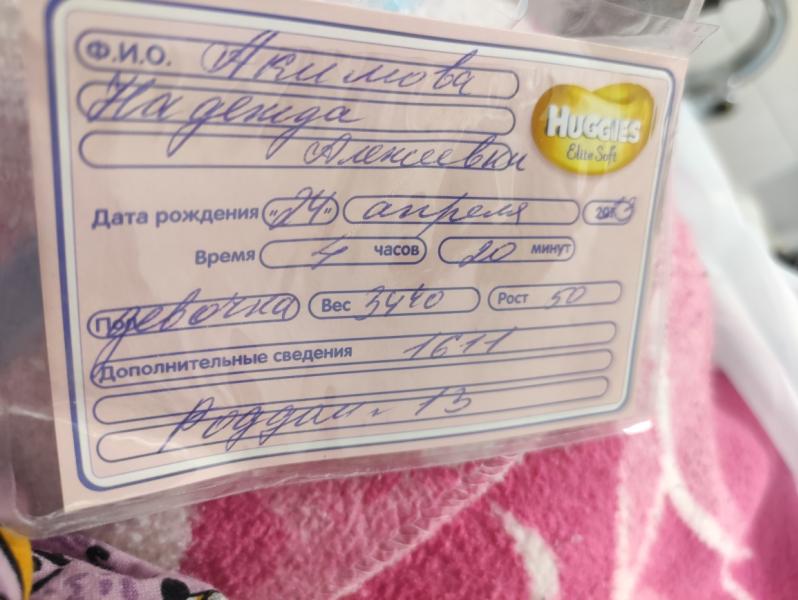 Ф.И.О. Акимова
Надежда
Алексеевны
HUGGIES
Elite Soft
Дата рождения "24" апреля
Время 4 часов 20 минут
Пол девочка Вес 3440 Рост 50
Дополнительные сведения 1611
Роддом. 13